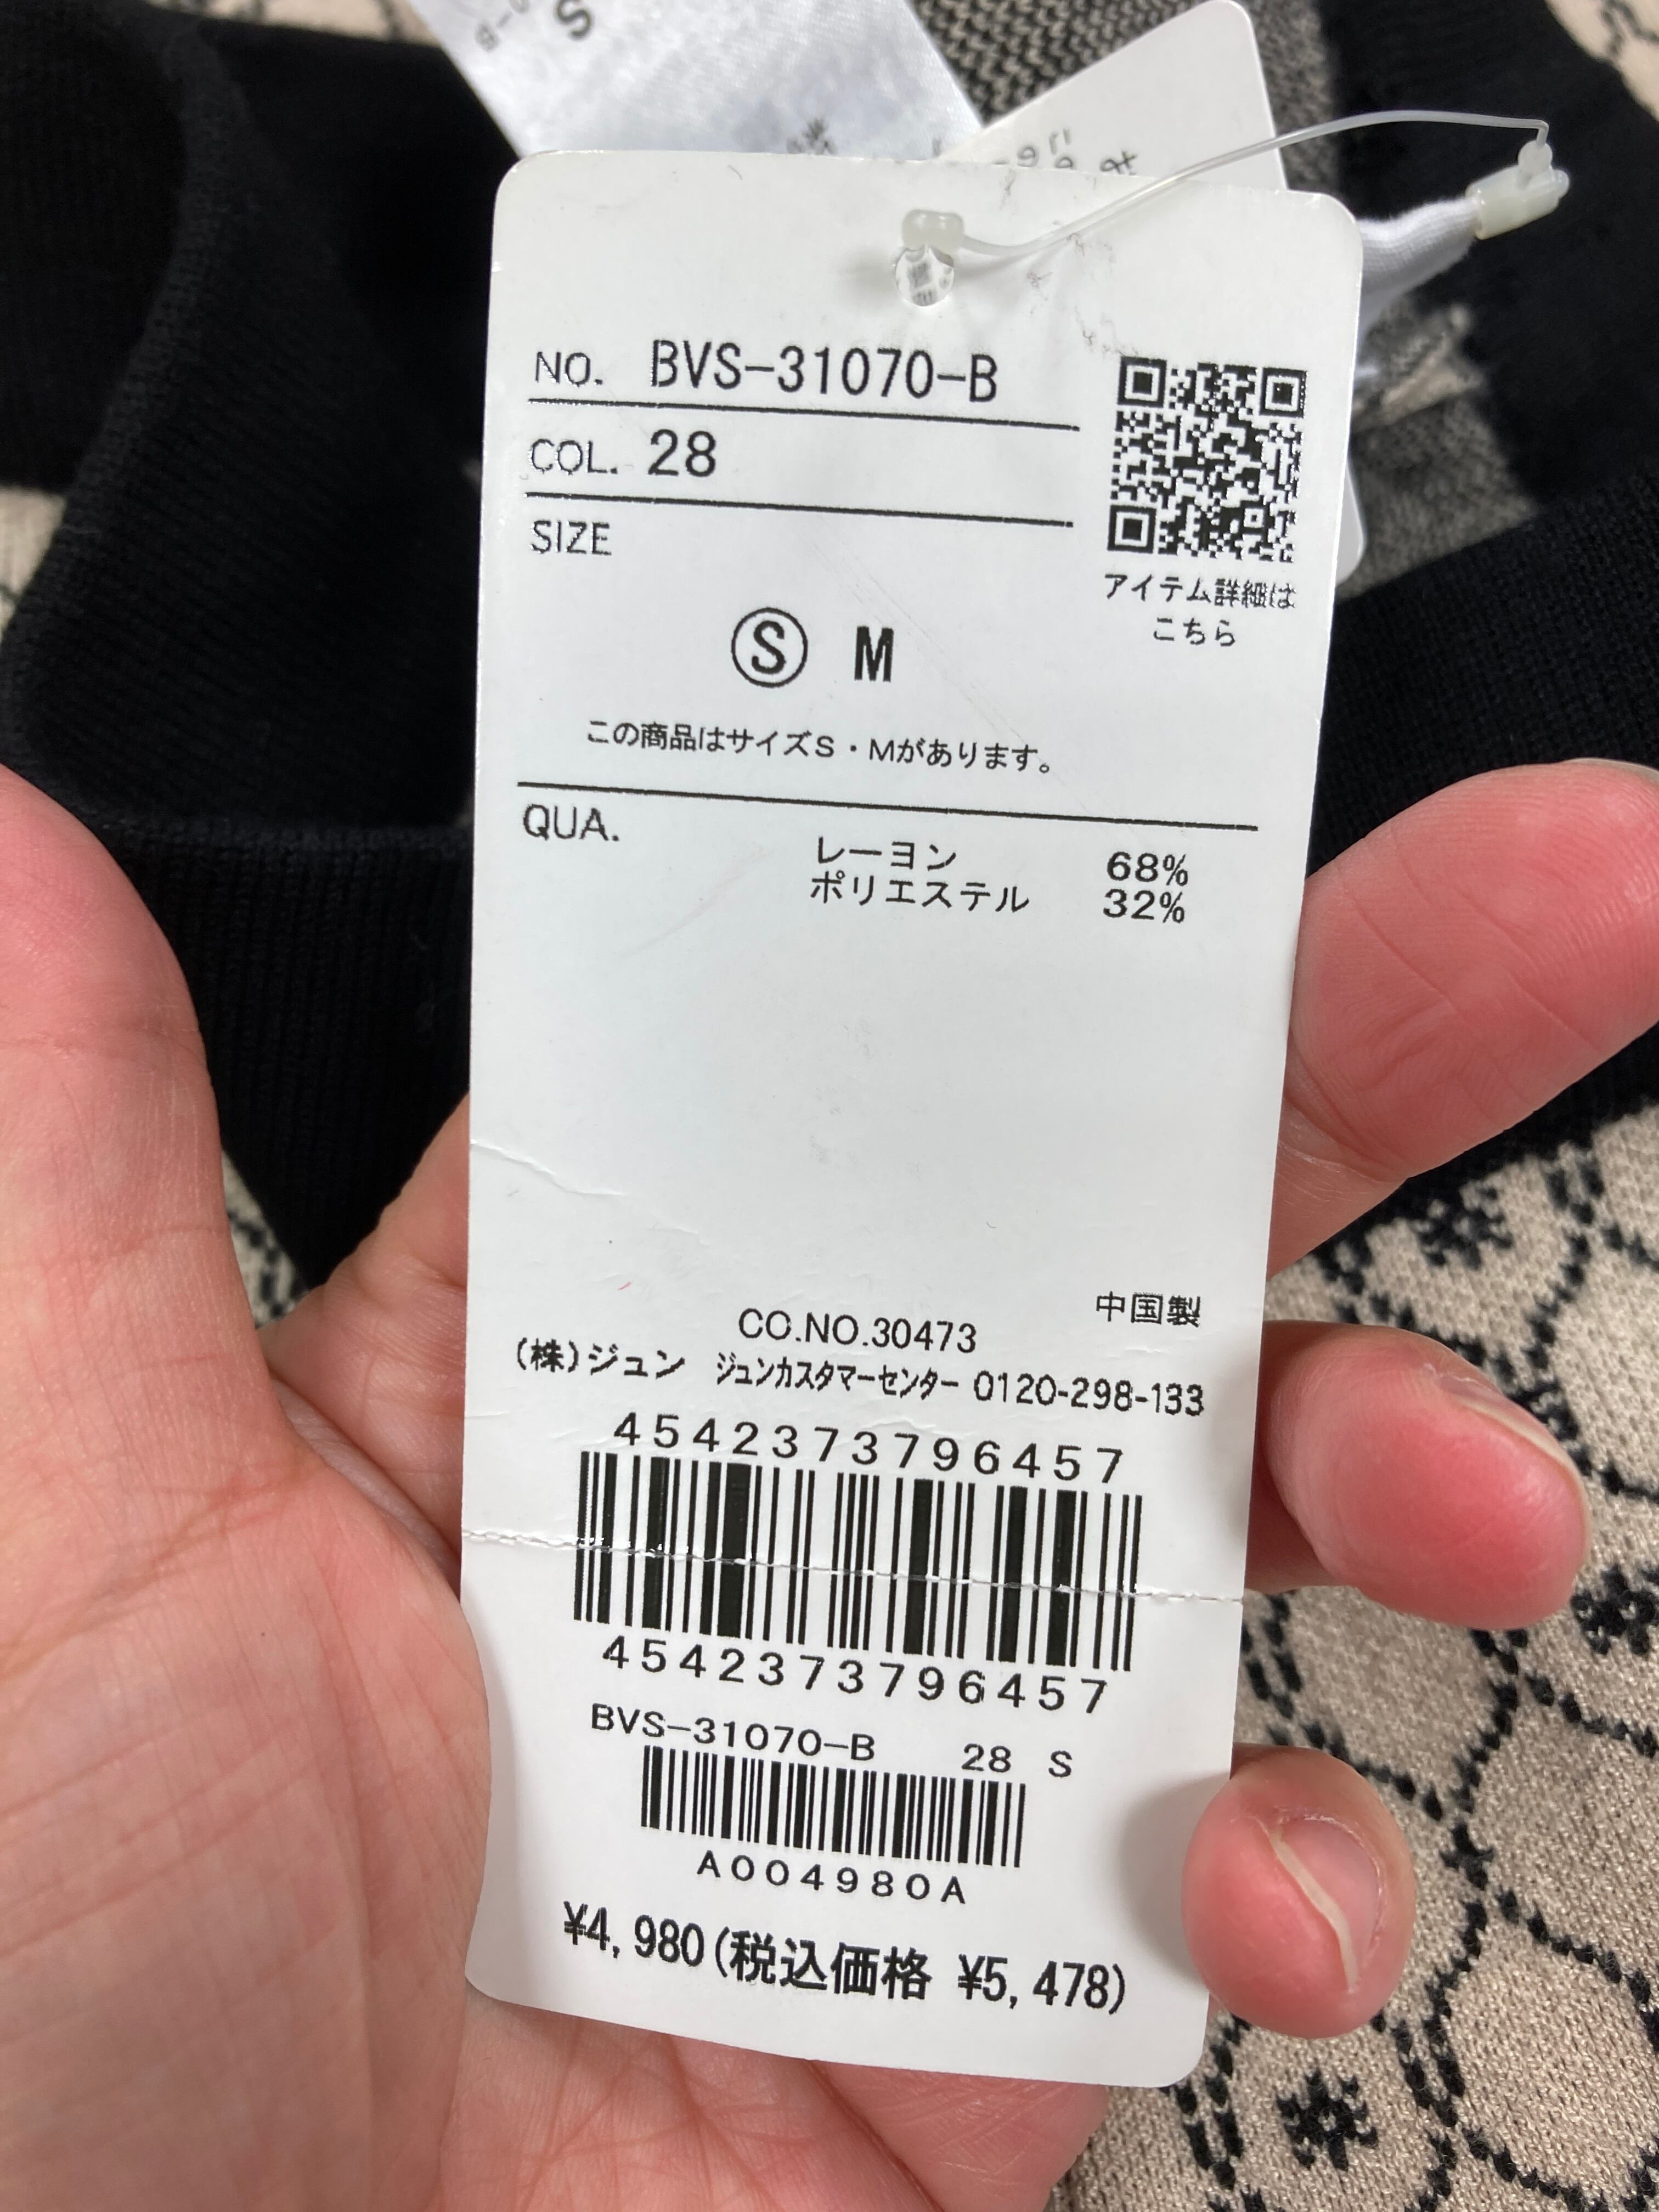 S
NO. BVS-31070-B
COL. 28
SIZE
アイテム詳細は
こちら
Ⓢ M
この商品はサイズS・Mがあります。
QUA.
レーヨン 68%
ポリエステル 32%
中国製
CO.NO.30473
(株)ジュン ジュンカスタマーセンター 0120-298-133
4542373796457
4542373796457
BVS-31070-B 28 S
A004980A
¥4,980(税込価格 ¥5,478)